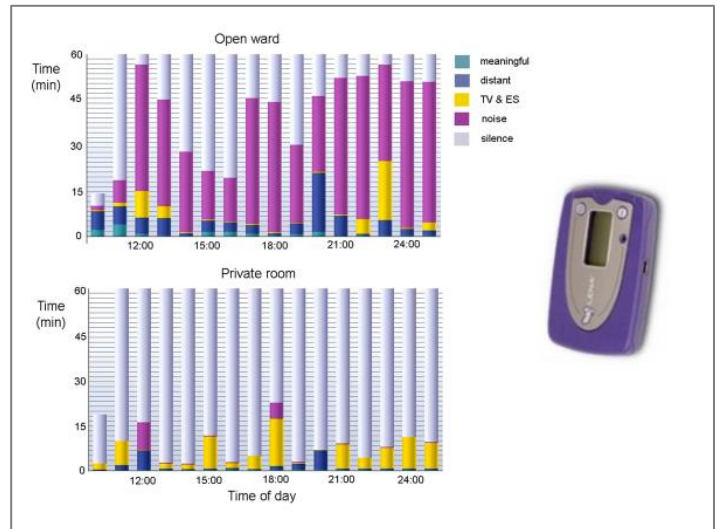 Open ward
Time
(min)
60
45
30
15
0
12:00
15:00
18:00
21:00
24:00
meaningful
distant
TV & ES
noise
silence
Private room
Time
(min)
60
45
30
15
0
12:00
15:00
18:00
21:00
24:00
Time of day
LENA